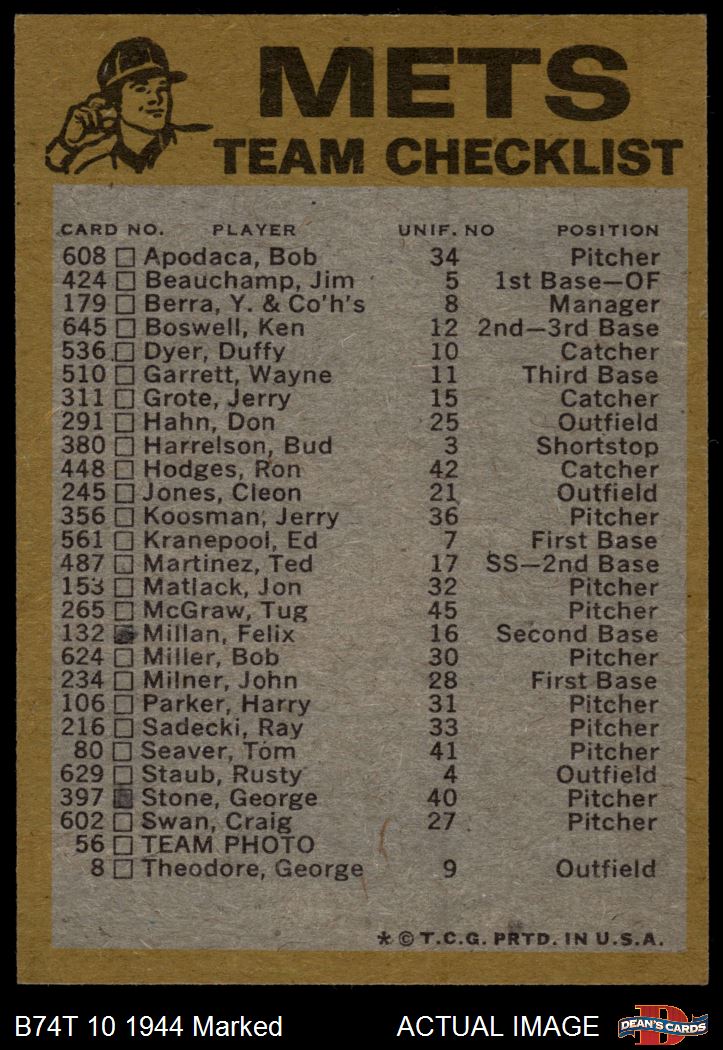 METS
TEAM CHECKLIST
CARD NO. PLAYER UNIF. NO POSITION
608 Apodaca, Bob 34 Pitcher
424 Beauchamp, Jim 5 1st Base—OF
179 Berra, Y. & Co'h's 8 Manager
645 Boswell, Ken 12 2nd—3rd Base
536 Dyer, Duffy 10 Catcher
510 Garrett, Wayne 11 Third Base
311 Grote, Jerry 15 Catcher
291 Hahn, Don 25 Outfield
380 Harrelson, Bud 3 Shortstop
448 Hodges, Ron 42 Catcher
245 Jones, Cleon 21 Outfield
356 Koosman, Jerry 36 Pitcher
561 Kranepool, Ed 7 First Base
487 Martinez, Ted 17 SS—2nd Base
153 Matlack, Jon 32 Pitcher
265 McGraw, Tug 45 Pitcher
132 Millan, Felix 16 Second Base
624 Miller, Bob 30 Pitcher
234 Milner, John 28 First Base
106 Parker, Harry 31 Pitcher
216 Sadecki, Ray 33 Pitcher
80 Seaver, Tom 41 Pitcher
629 Staub, Rusty 4 Outfield
397 Stone, George 40 Pitcher
602 Swan, Craig 27 Pitcher
56 TEAM PHOTO
8 Theodore, George 9 Outfield
* © T.C.G. PRTD. IN U.S.A.
B74T 10 1944 Marked ACTUAL IMAGE DEAN'S CARDS